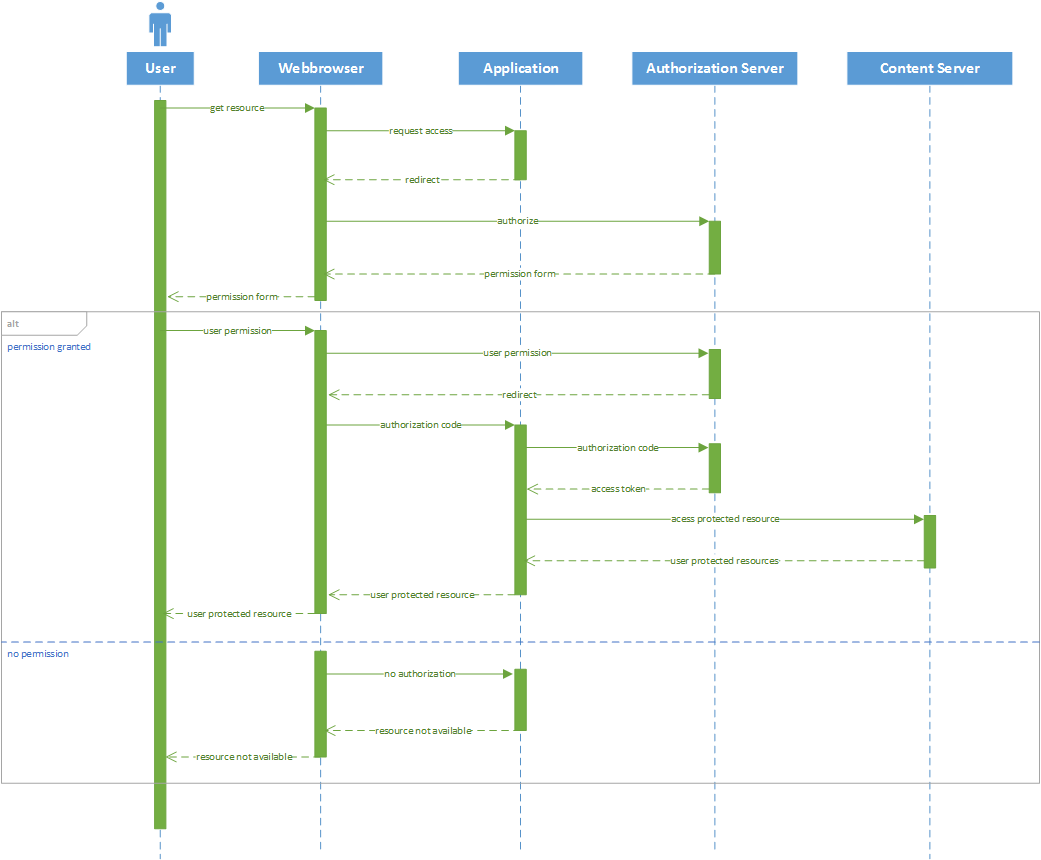 User
Webbrowser
Application
Authorization Server
Content Server
get resource
request access
redirect
authorize
permission form
permission form
alt
user permission
permission granted
user permission
redirect
authorization code
authorization code
access token
acess protected resource
user protected resources
user protected resource
user protected resource
no permission
no authorization
resource not available
resource not available